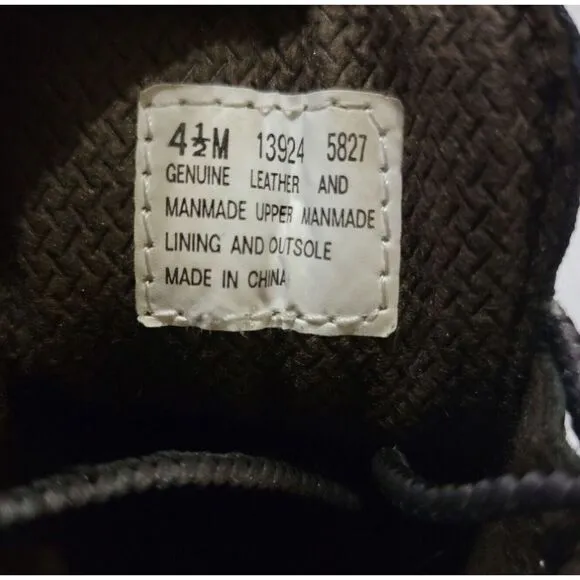 4½M 13924 5827
GENUINE LEATHER AND
MANMADE UPPER MANMADE
LINING AND OUTSOLE
MADE IN CHINA